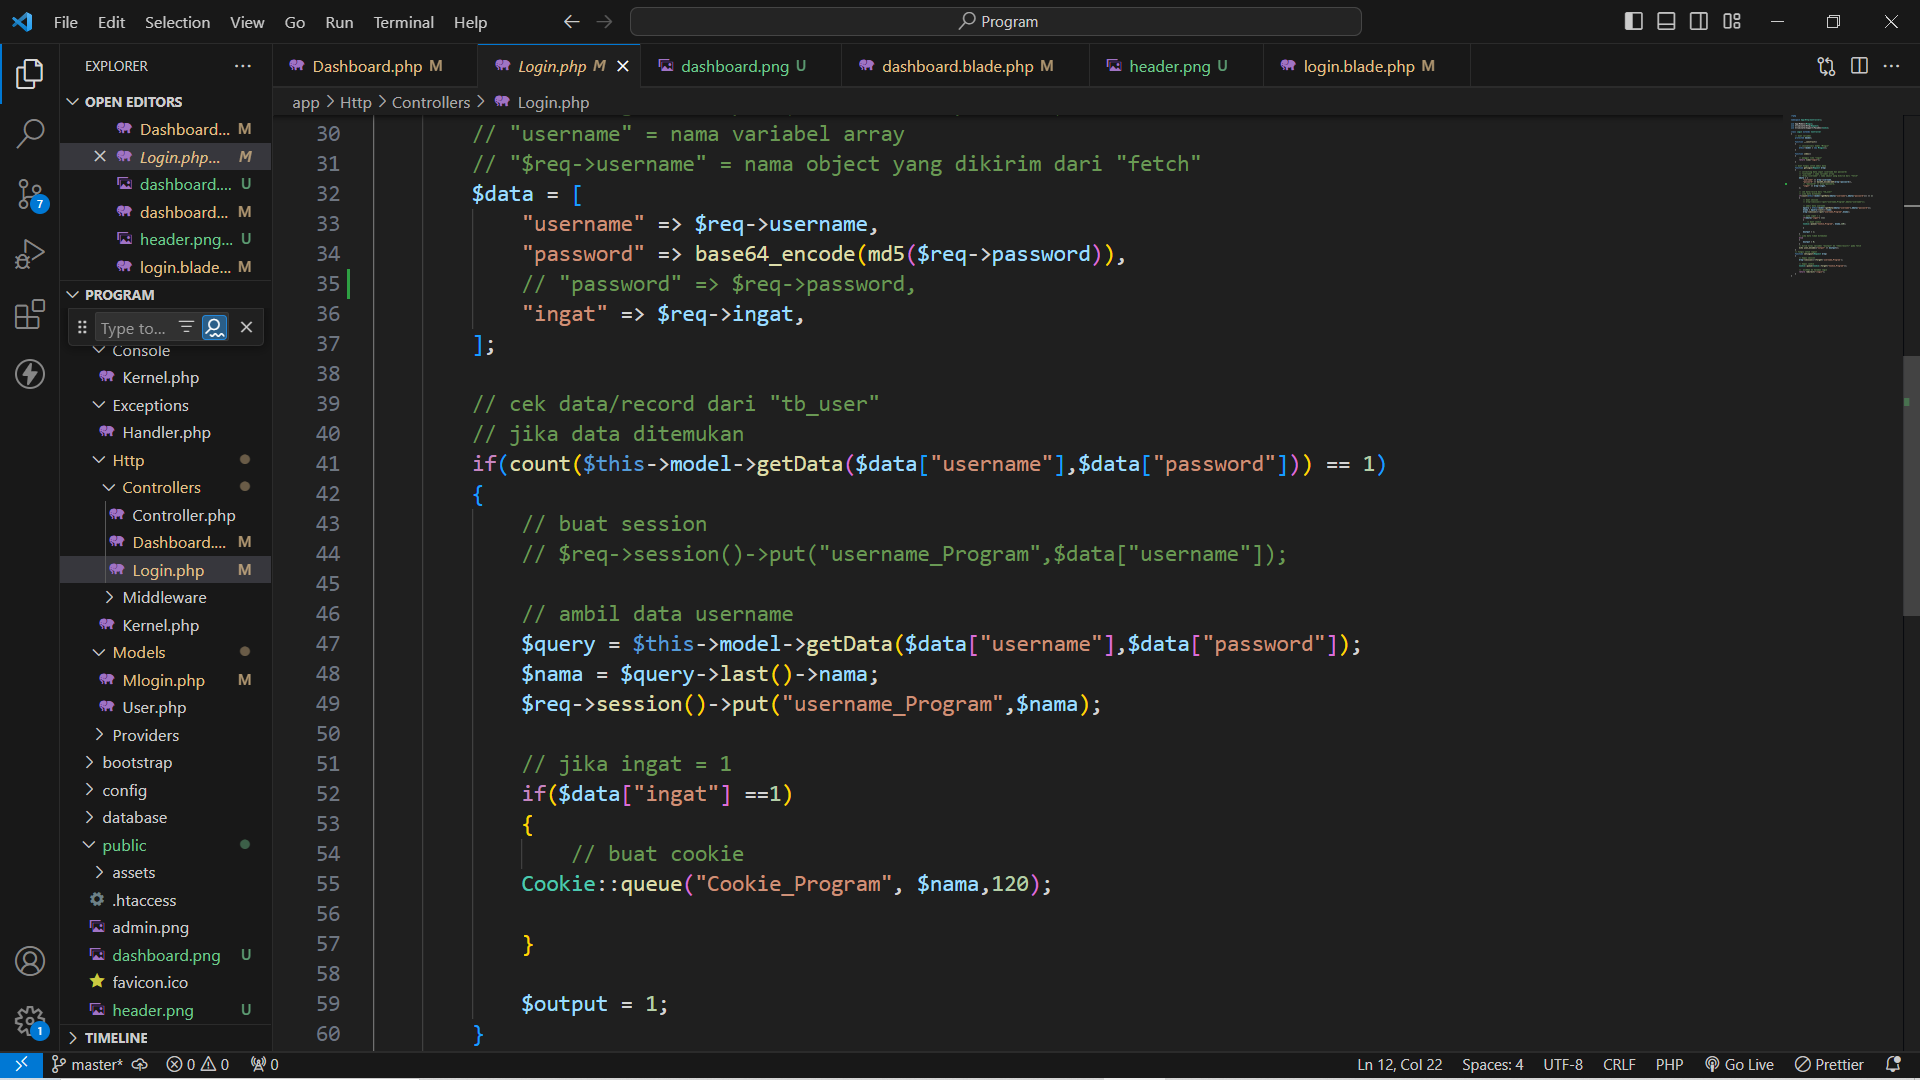 File Edit Selection View Go Run Terminal Help
Program
EXPLORER
OPEN EDITORS
Dashboard... M
Login.php... M
dashboard.... U
dashboard... M
header.png... U
login.blade... M
PROGRAM
Type to...
Console
Kernel.php
Exceptions
Handler.php
Http
Controllers
Controller.php
Dashboard.... M
Login.php M
Middleware
Kernel.php
Models
Mlogin.php M
User.php
Providers
bootstrap
config
database
public
assets
.htaccess
admin.png
dashboard.png U
favicon.ico
header.png U
TIMELINE
7
1
Dashboard.php M
Login.php M
dashboard.png U
dashboard.blade.php M
header.png U
login.blade.php M
app > Http > Controllers > Login.php
30 // "username" = nama variabel array
31 // "$req->username" = nama object yang dikirim dari "fetch"
32 $data = [
33 "username" => $req->username,
34 "password" => base64_encode(md5($req->password)),
35 // "password" => $req->password,
36 "ingat" => $req->ingat,
37 ];
38
39 // cek data/record dari "tb_user"
40 // jika data ditemukan
41 if(count($this->model->getData($data["username"],$data["password"])) == 1)
42 {
43 // buat session
44 // $req->session()->put("username_Program",$data["username"]);
45
46 // ambil data username
47 $query = $this->model->getData($data["username"],$data["password"]);
48 $nama = $query->last()->nama;
49 $req->session()->put("username_Program",$nama);
50
51 // jika ingat = 1
52 if($data["ingat"] ==1)
53 {
54 // buat cookie
55 Cookie::queue("Cookie_Program", $nama,120);
56
57 }
58
59 $output = 1;
60 }
master* 0 0 0
Ln 12, Col 22 Spaces: 4 UTF-8 CRLF PHP Go Live Prettier